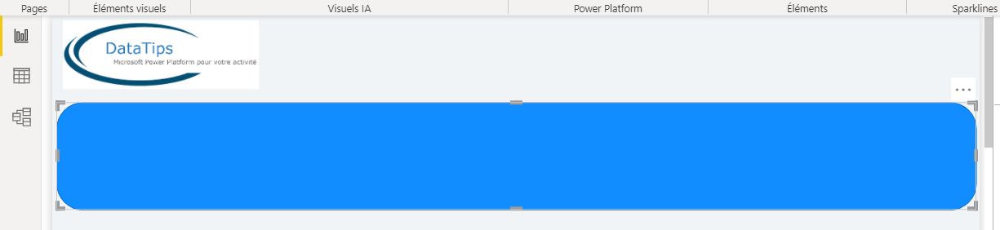 Pages
Éléments visuels
Visuels IA
Power Platform
Éléments
Sparklines
DataTips
Microsoft Power Platform pour votre activité